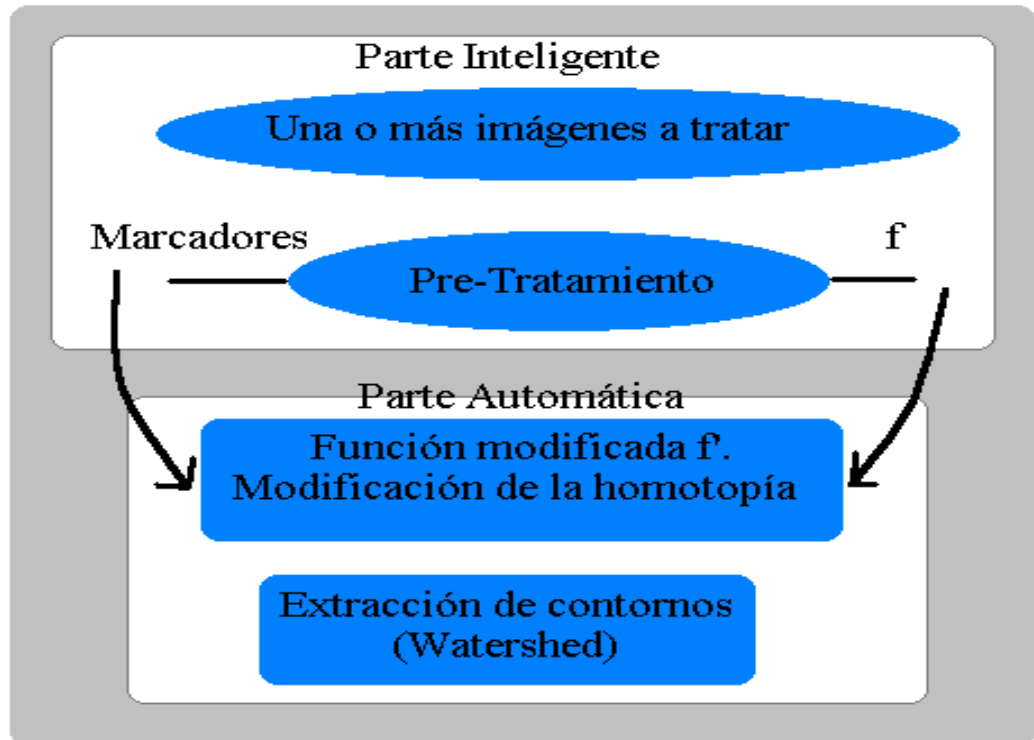 Parte Inteligente
Una o más imágenes a tratar
Marcadores
f
Pre-Tratamiento
Parte Automática
Función modificada f'.
Modificación de la homotopía
Extracción de contornos
(Watershed)